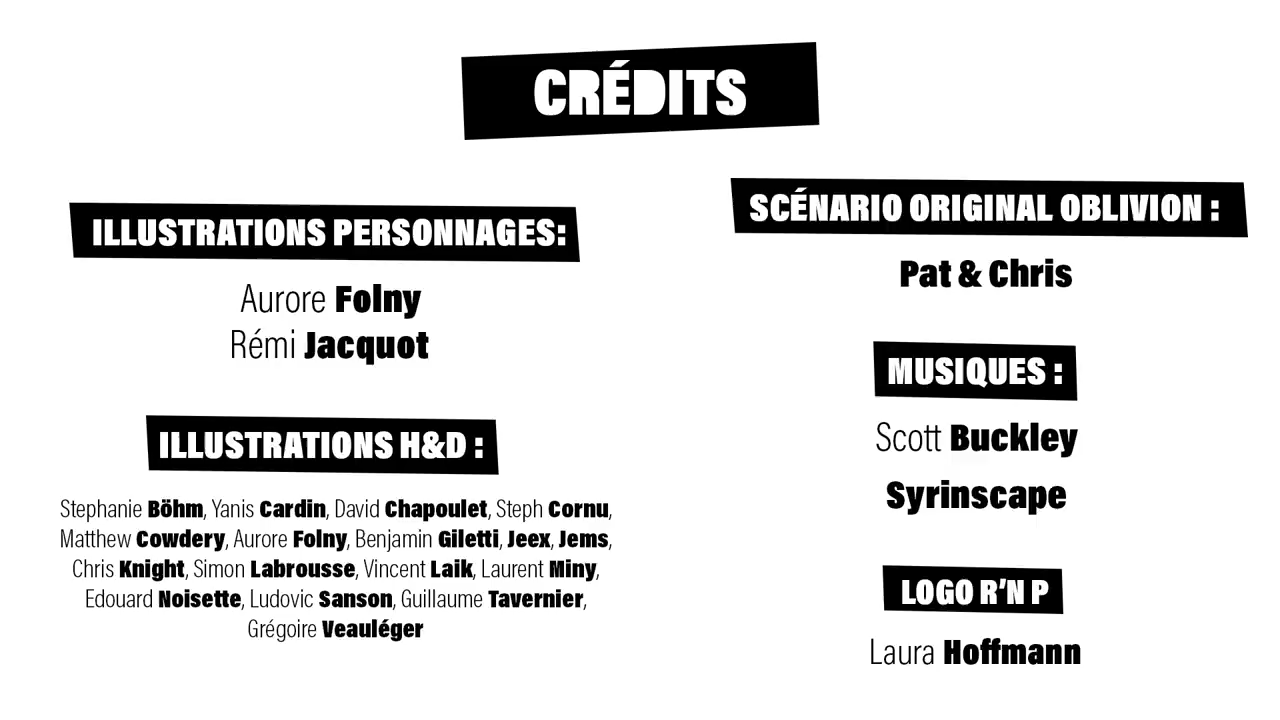 CRÉDITS
ILLUSTRATIONS PERSONNAGES:
Aurore Folny
Rémi Jacquot
ILLUSTRATIONS H&D :
Stephanie Böhm, Yanis Cardin, David Chapoulet, Steph Cornu,
Matthew Cowdery, Aurore Folny, Benjamin Giletti, Jeex, Jems,
Chris Knight, Simon Labrousse, Vincent Laik, Laurent Miny,
Edouard Noisette, Ludovic Sanson, Guillaume Tavernier,
Grégoire Veauléger
SCÉNARIO ORIGINAL OBLIVION :
Pat & Chris
MUSIQUES :
Scott Buckley
Syrinscape
LOGO R'N P
Laura Hoffmann